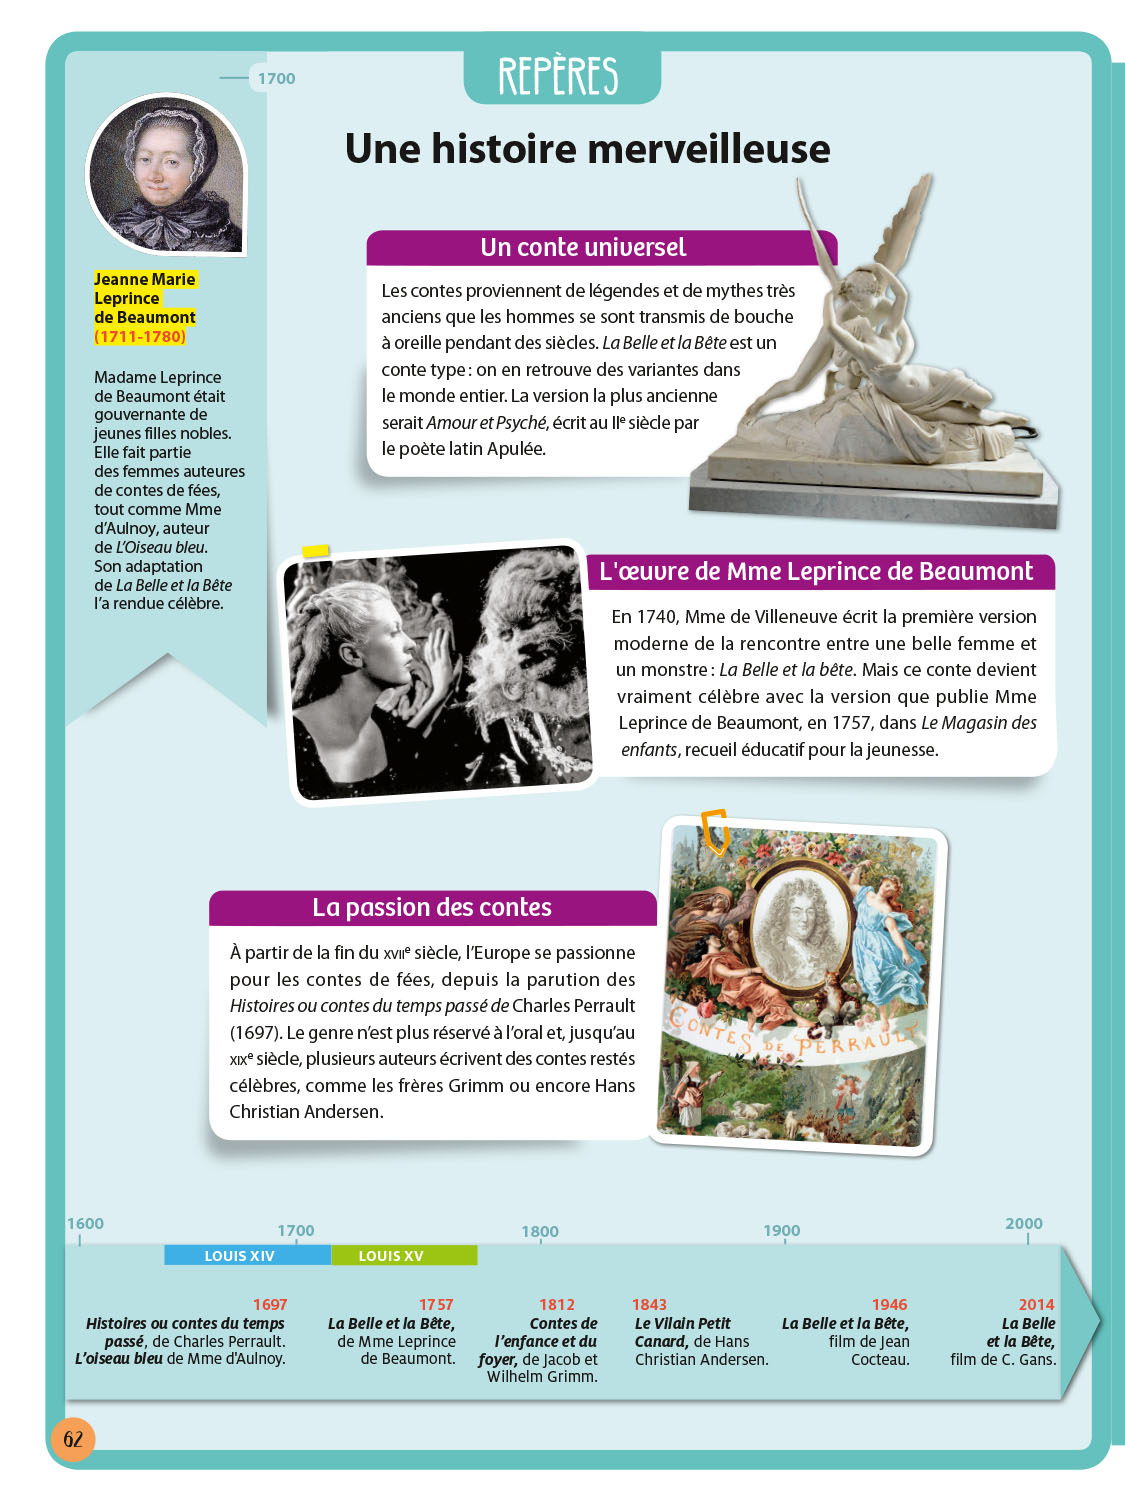 REPÈRES
1700
Une histoire merveilleuse
Jeanne Marie
Leprince
de Beaumont
(1711-1780)
Madame Leprince
de Beaumont était
gouvernante de
jeunes filles nobles.
Elle fait partie
des femmes auteures
de contes de fées,
tout comme Mme
d’Aulnoy, auteur
de L’Oiseau bleu.
Son adaptation
de La Belle et la Bête
l’a rendue célèbre.
Un conte universel
Les contes proviennent de légendes et de mythes très
anciens que les hommes se sont transmis de bouche
à oreille pendant des siècles. La Belle et la Bête est un
conte type : on en retrouve des variantes dans
le monde entier. La version la plus ancienne
serait Amour et Psyché, écrit au IIe siècle par
le poète latin Apulée.
L'œuvre de Mme Leprince de Beaumont
En 1740, Mme de Villeneuve écrit la première version
moderne de la rencontre entre une belle femme et
un monstre : La Belle et la bête. Mais ce conte devient
vraiment célèbre avec la version que publie Mme
Leprince de Beaumont, en 1757, dans Le Magasin des
enfants, recueil éducatif pour la jeunesse.
La passion des contes
À partir de la fin du XVIIe siècle, l’Europe se passionne
pour les contes de fées, depuis la parution des
Histoires ou contes du temps passé de Charles Perrault
(1697). Le genre n’est plus réservé à l’oral et, jusqu’au
XIXe siècle, plusieurs auteurs écrivent des contes restés
célèbres, comme les frères Grimm ou encore Hans
Christian Andersen.
CONTES DE PERRAULT
1600
1700
1800
1900
2000
LOUIS XIV
LOUIS XV
1697
Histoires ou contes du temps
passé, de Charles Perrault.
L’oiseau bleu de Mme d'Aulnoy.
1757
La Belle et la Bête,
de Mme Leprince
de Beaumont.
1812
Contes de
l’enfance et du
foyer, de Jacob et
Wilhelm Grimm.
1843
Le Vilain Petit
Canard, de Hans
Christian Andersen.
1946
La Belle et la Bête,
film de Jean
Cocteau.
2014
La Belle
et la Bête,
film de C. Gans.
62